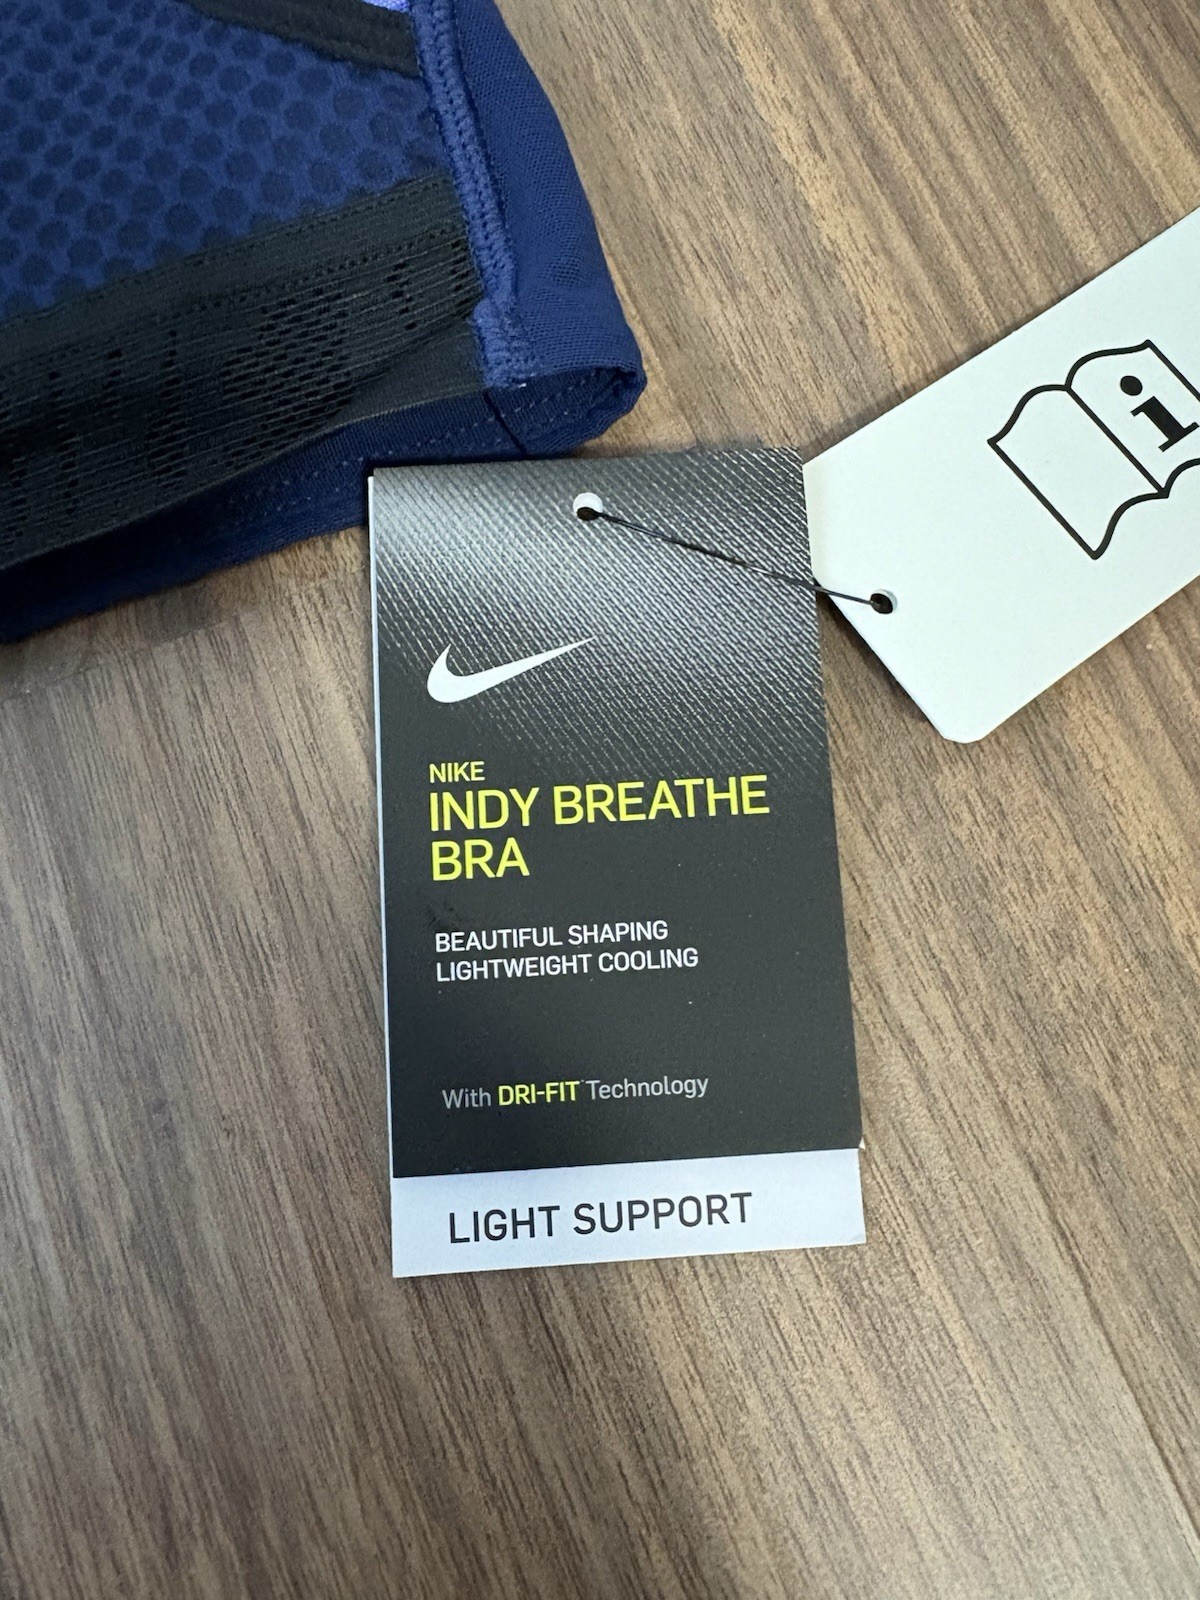 NIKE
INDY BREATHE
BRA
BEAUTIFUL SHAPING
LIGHTWEIGHT COOLING
With DRI-FIT Technology
LIGHT SUPPORT
i